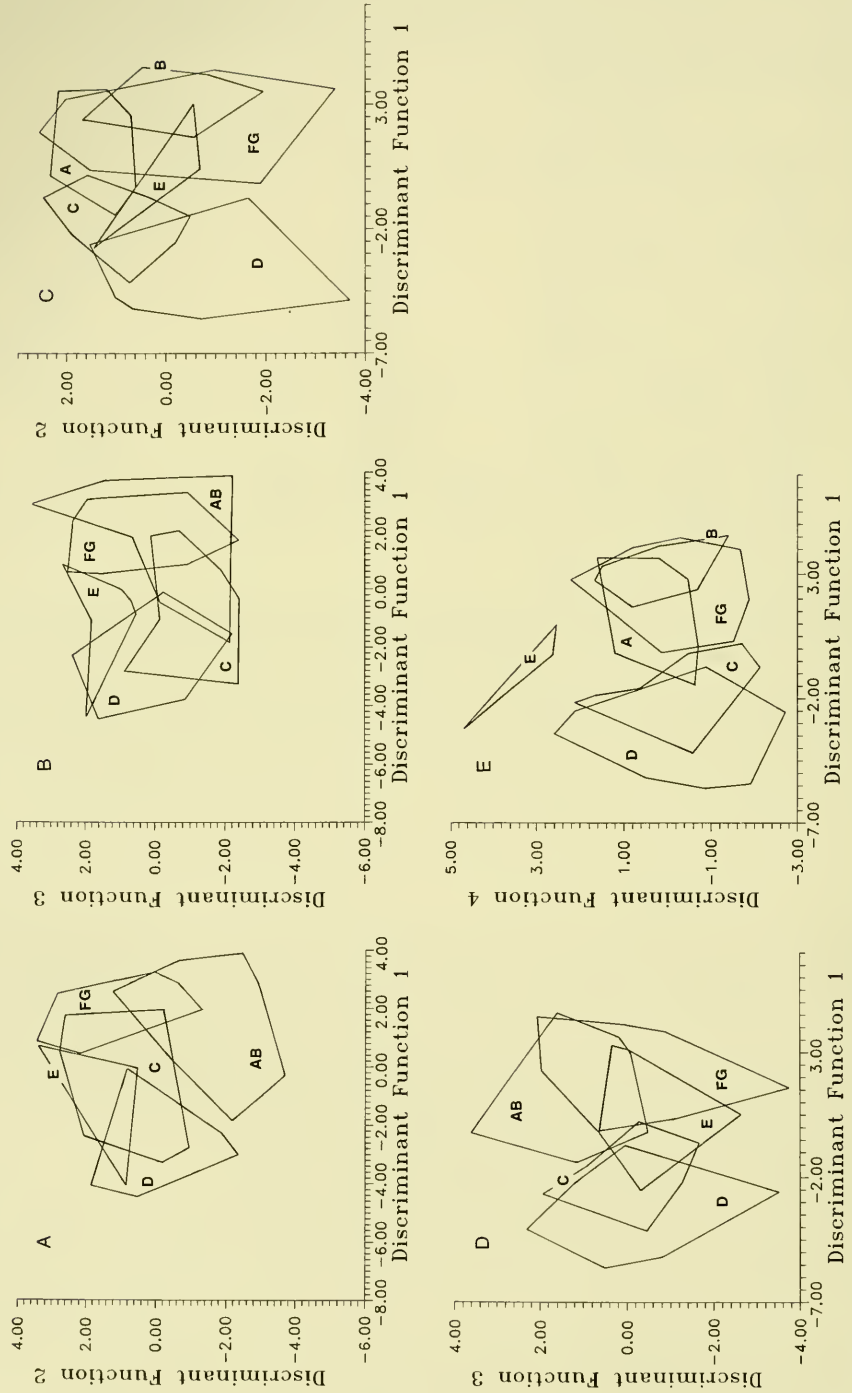 A
Discriminant Function 2
4.00
2.00
0.00
-2.00
-4.00
-6.00
E
FG
C
D
AB
-8.00 -6.00 -4.00 -2.00 0.00 2.00 4.00
Discriminant Function 1
B
Discriminant Function 3
4.00
2.00
0.00
-2.00
-4.00
-6.00
E
FG
D
C
AB
-8.00 -6.00 -4.00 -2.00 0.00 2.00 4.00
Discriminant Function 1
C
Discriminant Function 2
2.00
0.00
-2.00
-4.00
A
B
C
E
D
FG
-7.00 -2.00 3.00
Discriminant Function 1
D
Discriminant Function 3
4.00
2.00
0.00
-2.00
-4.00
AB
C
E
D
FG
-7.00 -2.00 3.00
Discriminant Function 1
E
Discriminant Function 4
5.00
3.00
1.00
-1.00
-3.00
E
A
B
D
C
FG
-7.00 -2.00 3.00
Discriminant Function 1